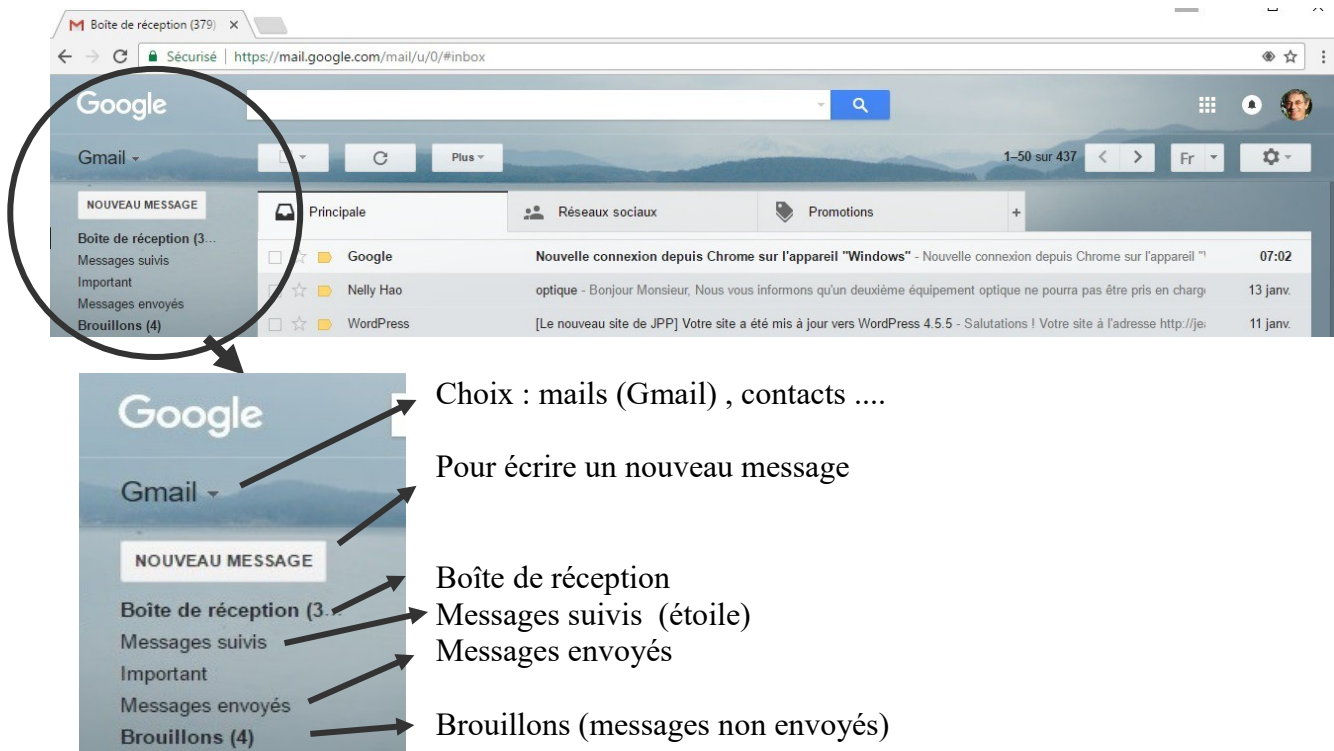 Boîte de réception (379) ×
Sécurisé | https://mail.google.com/mail/u/0/#inbox
Google
Gmail
Plus
1–50 sur 437
Fr
NOUVEAU MESSAGE
Principale
Réseaux sociaux
Promotions
+
Boîte de réception (3...
Messages suivis
Important
Messages envoyés
Brouillons (4)
Google Nouvelle connexion depuis Chrome sur l'appareil "Windows" - Nouvelle connexion depuis Chrome sur l'appareil " 07:02
Nelly Hao optique - Bonjour Monsieur, Nous vous informons qu'un deuxième équipement optique ne pourra pas être pris en charg 13 janv.
WordPress [Le nouveau site de JPP] Votre site a été mis à jour vers WordPress 4.5.5 - Salutations ! Votre site à l'adresse http://je 11 janv.
Google
Gmail
NOUVEAU MESSAGE
Boîte de réception (3...
Messages suivis
Important
Messages envoyés
Brouillons (4)
Choix : mails (Gmail) , contacts ....
Pour écrire un nouveau message
Boîte de réception
Messages suivis (étoile)
Messages envoyés
Brouillons (messages non envoyés)